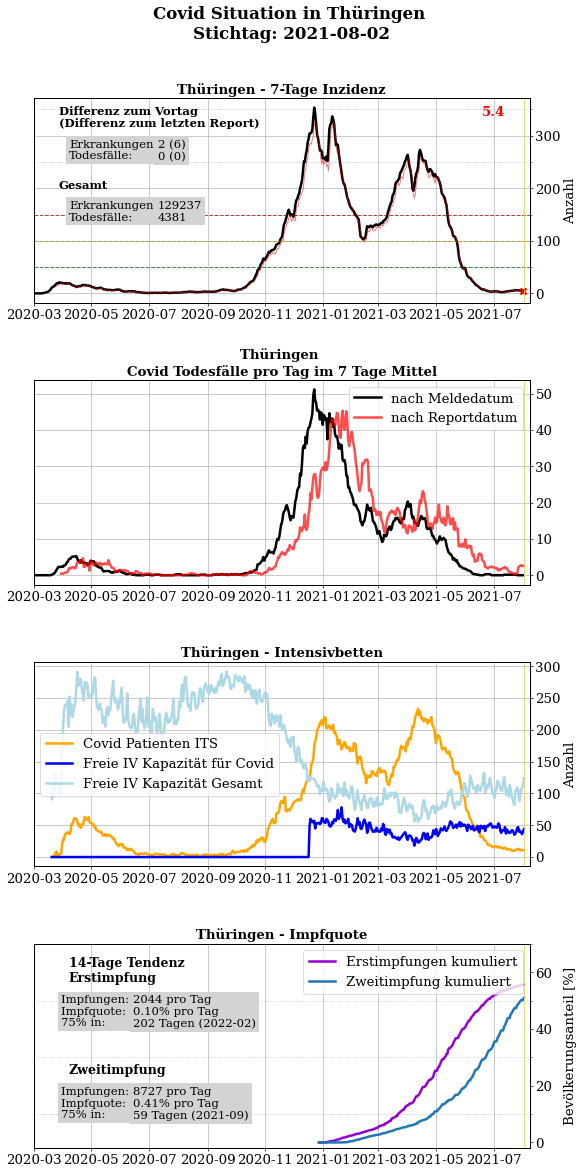 Covid Situation in Thüringen
Stichtag: 2021-08-02
Thüringen - 7-Tage Inzidenz
Differenz zum Vortag
(Differenz zum letzten Report)
Erkrankungen 2 (6)
Todesfälle: 0 (0)
Gesamt
Erkrankungen 129237
Todesfälle: 4381
5.4
300
200
100
0
Anzahl
2020-03 2020-05 2020-07 2020-09 2020-11 2021-01 2021-03 2021-05 2021-07
Thüringen
Covid Todesfälle pro Tag im 7 Tage Mittel
nach Meldedatum
nach Reportdatum
50
40
30
20
10
0
2020-03 2020-05 2020-07 2020-09 2020-11 2021-01 2021-03 2021-05 2021-07
Thüringen - Intensivbetten
Covid Patienten ITS
Freie IV Kapazität für Covid
Freie IV Kapazität Gesamt
300
250
200
150
100
50
0
Anzahl
2020-03 2020-05 2020-07 2020-09 2020-11 2021-01 2021-03 2021-05 2021-07
Thüringen - Impfquote
14-Tage Tendenz
Erstimpfung
Impfungen: 2044 pro Tag
Impfquote: 0.10% pro Tag
75% in: 202 Tagen (2022-02)
Zweitimpfung
Impfungen: 8727 pro Tag
Impfquote: 0.41% pro Tag
75% in: 59 Tagen (2021-09)
Erstimpfungen kumuliert
Zweitimpfung kumuliert
60
40
20
0
Bevölkerungsanteil [%]
2020-03 2020-05 2020-07 2020-09 2020-11 2021-01 2021-03 2021-05 2021-07